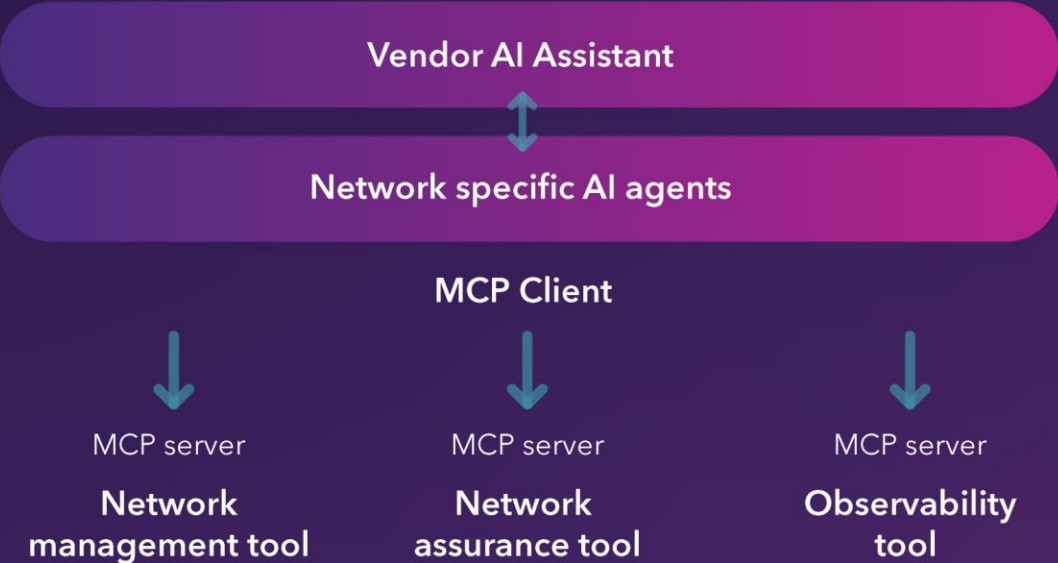 Vendor AI Assistant
Network specific AI agents
MCP Client
MCP server
MCP server
MCP server
Network
management tool
Network
assurance tool
Observability
tool